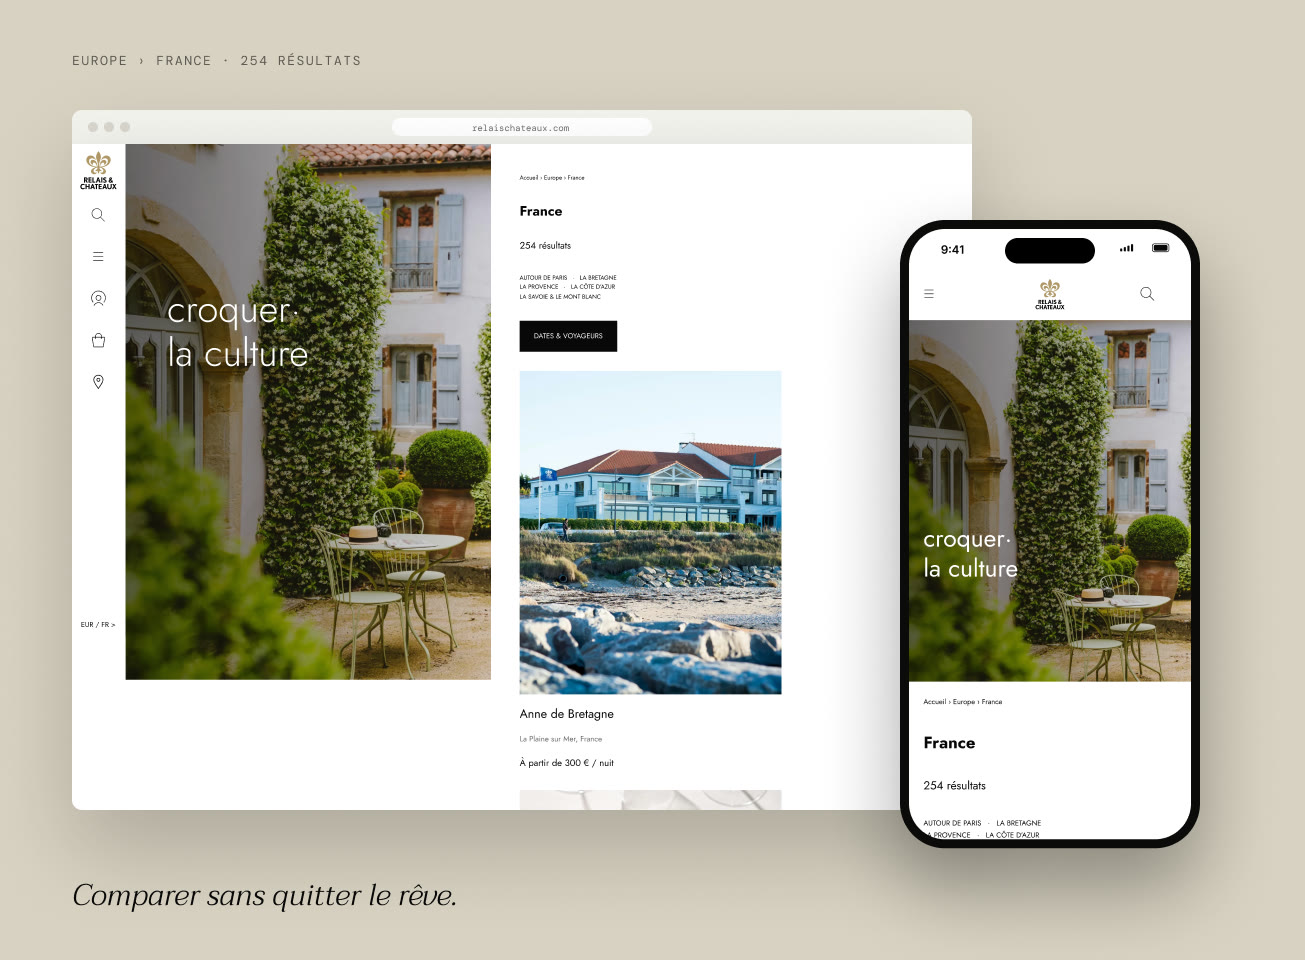 EUROPE › FRANCE · 254 RÉSULTATS
relaischateaux.com
RELAIS &
CHATEAUX
croquer·
la culture
EUR / FR >
Accueil › Europe › France
France
254 résultats
AUTOUR DE PARIS · LA BRETAGNE
LA PROVENCE · LA CÔTE D'AZUR
LA SAVOIE & LE MONT BLANC
DATES & VOYAGEURS
Anne de Bretagne
La Plaine sur Mer, France
À partir de 300 € / nuit
9:41
RELAIS &
CHATEAUX
croquer·
la culture
Accueil › Europe › France
France
254 résultats
AUTOUR DE PARIS · LA BRETAGNE
LA PROVENCE · LA CÔTE D'AZUR
Comparer sans quitter le rêve.